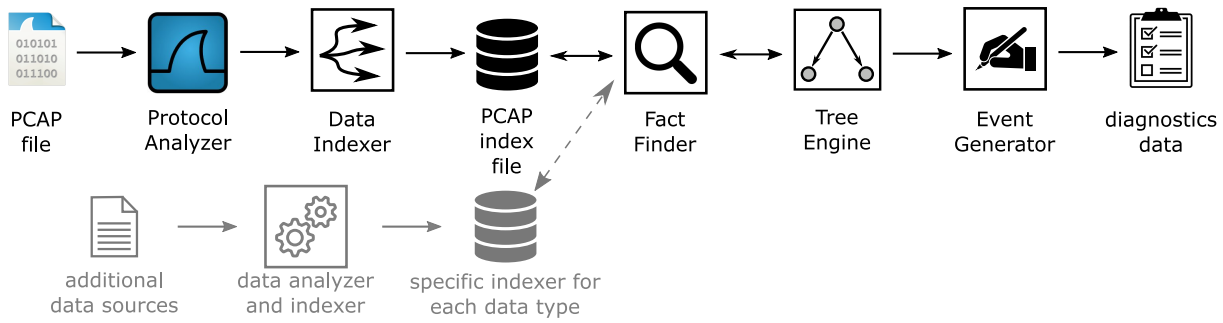 010101
011010
011100
PCAP
file
Protocol
Analyzer
Data
Indexer
PCAP
index
file
Fact
Finder
Tree
Engine
Event
Generator
diagnostics
data
additional
data sources
data analyzer
and indexer
specific indexer for
each data type